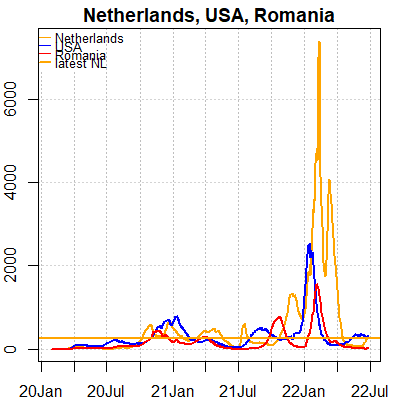 Netherlands, USA, Romania
Netherlands
USA
Romania
latest NL
6000
4000
2000
0
20Jan 20Jul 21Jan 21Jul 22Jan 22Jul